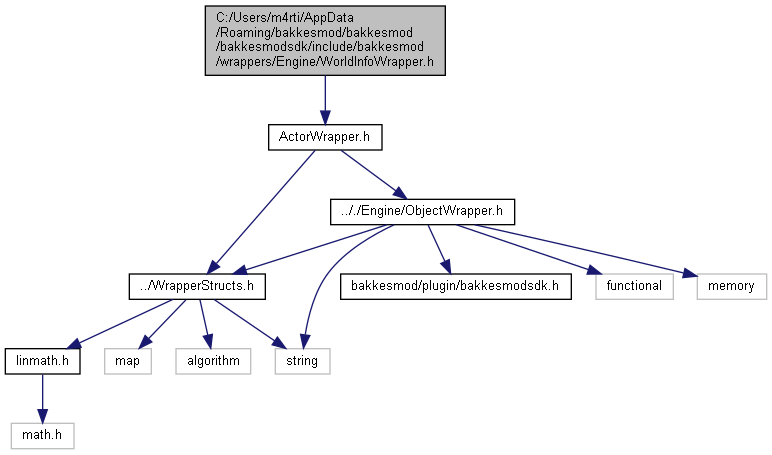 C:/Users/m4rti/AppData
/Roaming/bakkesmod/bakkesmod
/bakkesmodsdk/include/bakkesmod
/wrappers/Engine/WorldInfoWrapper.h
ActorWrapper.h
.././Engine/ObjectWrapper.h
../WrapperStructs.h
bakkesmod/plugin/bakkesmodsdk.h
functional
memory
linmath.h
map
algorithm
string
math.h